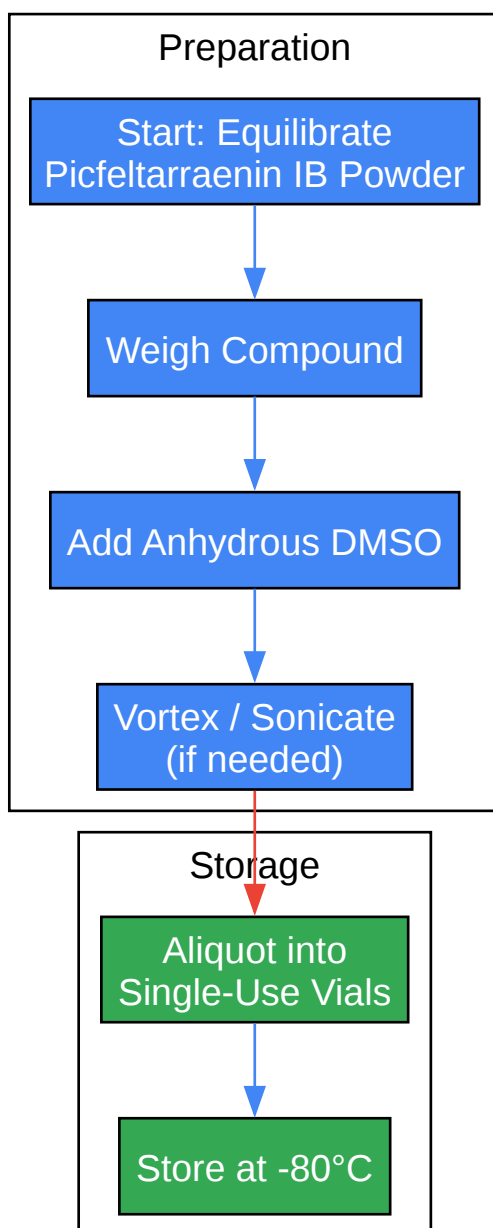 Preparation
Start: Equilibrate
Picfeltarraenin IB Powder
Weigh Compound
Add Anhydrous DMSO
Vortex / Sonicate
(if needed)
Storage
Aliquot into
Single-Use Vials
Store at -80°C